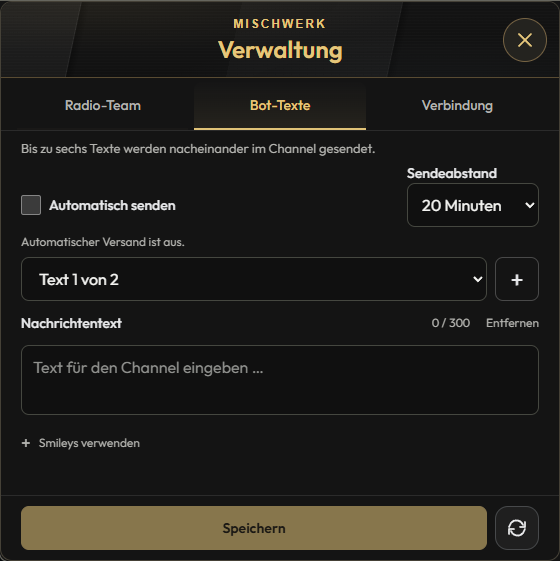 MISCHWERK
Verwaltung
Radio-Team
Bot-Texte
Verbindung
Bis zu sechs Texte werden nacheinander im Channel gesendet.
Sendeabstand
Automatisch senden
20 Minuten
Automatischer Versand ist aus.
Text 1 von 2
+
Nachrichtentext
0 / 300
Entfernen
Text für den Channel eingeben ...
+ Smileys verwenden
Speichern